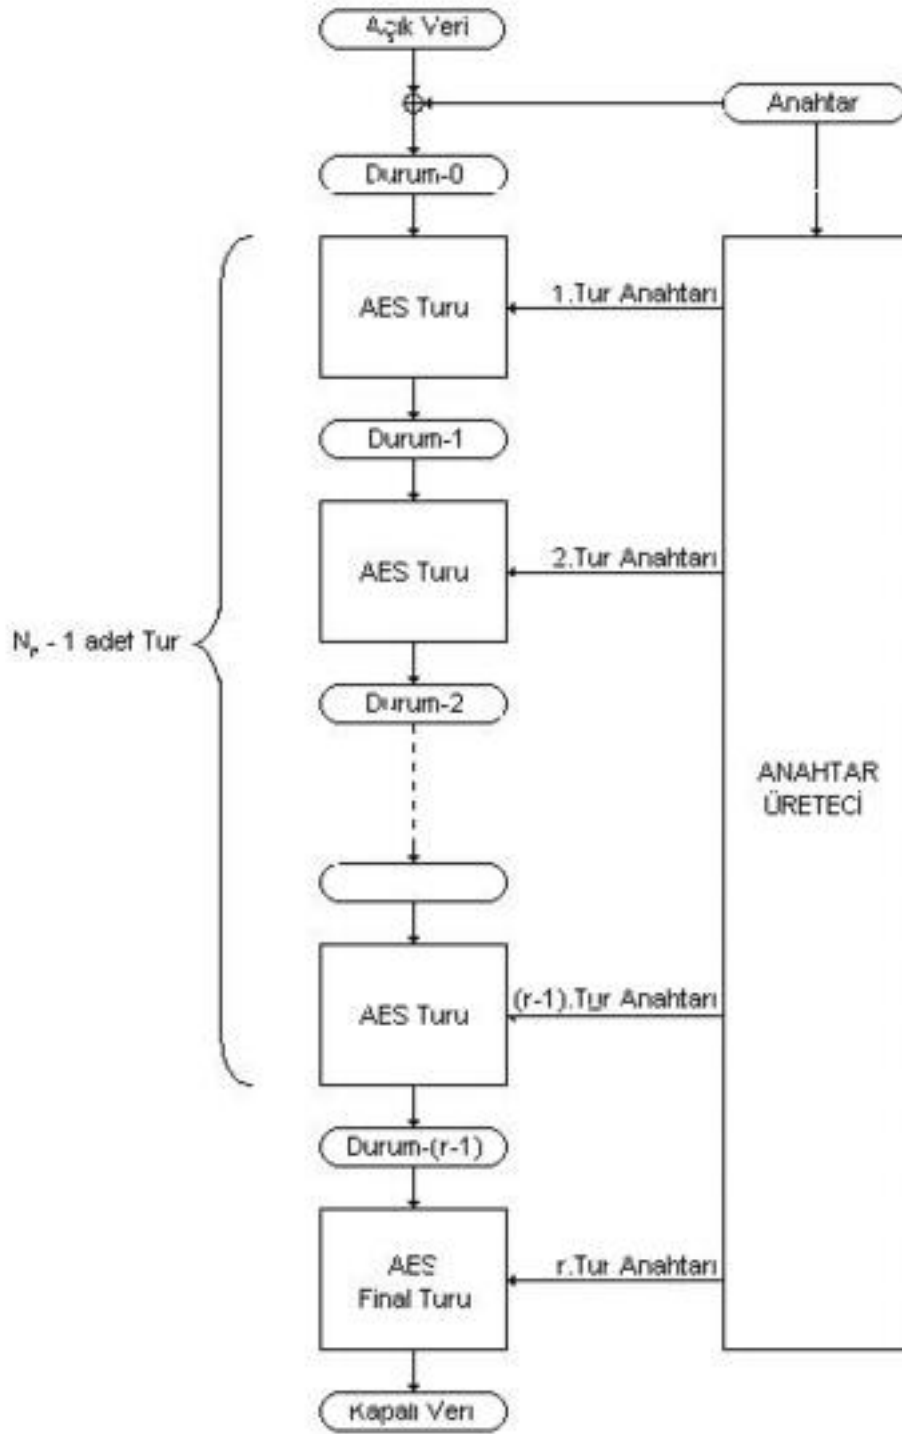 Açık Veri
Anahtar
Durum-0
1.Tur Anahtarı
AES Turu
Durum-1
2.Tur Anahtarı
AES Turu
Nr - 1 adet Tur
Durum-2
ANAHTAR
ÜRETECİ
(r-1).Tur Anahtarı
AES Turu
Durum-(r-1)
r.Tur Anahtarı
AES
Final Turu
Kapalı Veri